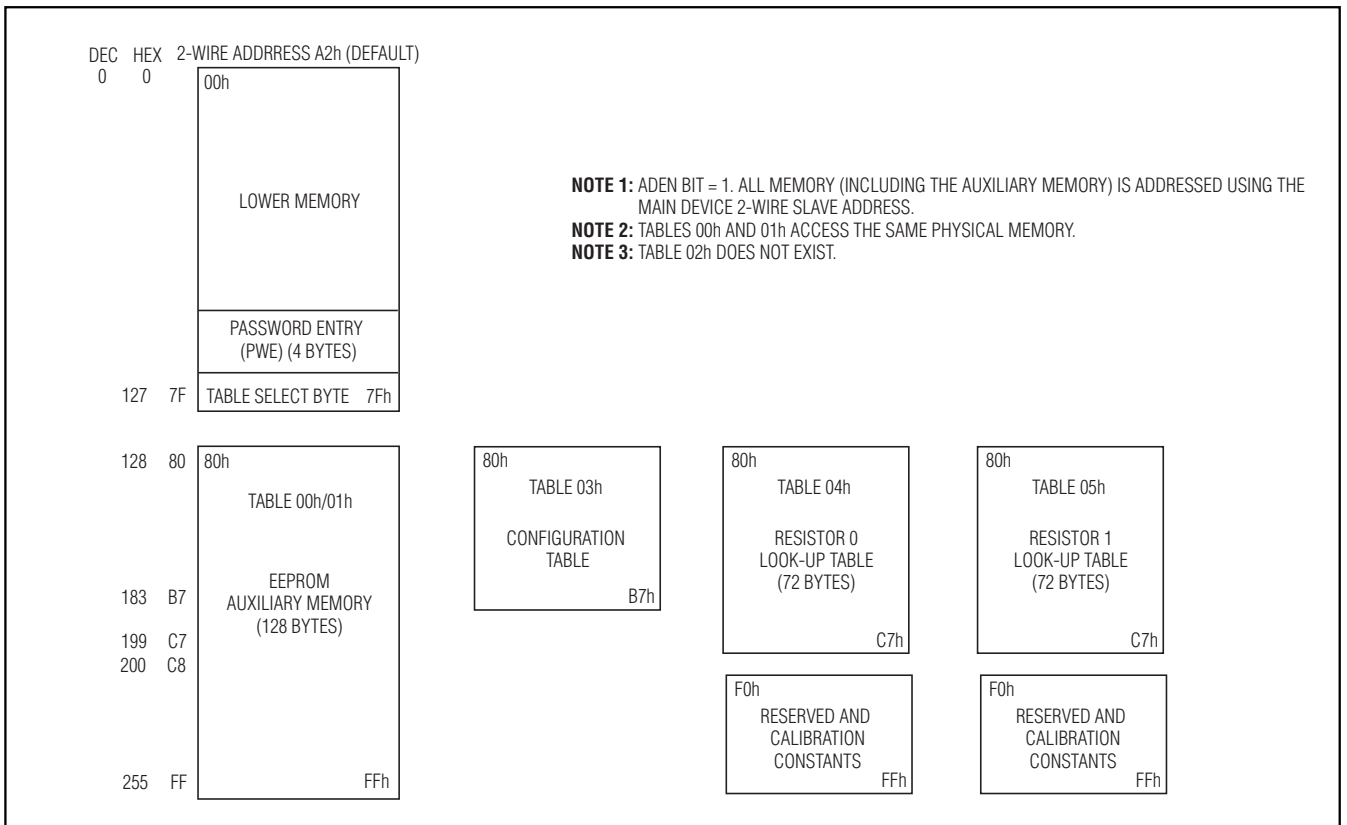 DEC HEX 2-WIRE ADDRRESS A2h (DEFAULT)
0 0
00h
LOWER MEMORY
PASSWORD ENTRY
(PWE) (4 BYTES)
127 7F TABLE SELECT BYTE 7Fh
NOTE 1: ADEN BIT = 1. ALL MEMORY (INCLUDING THE AUXILIARY MEMORY) IS ADDRESSED USING THE
MAIN DEVICE 2-WIRE SLAVE ADDRESS.
NOTE 2: TABLES 00h AND 01h ACCESS THE SAME PHYSICAL MEMORY.
NOTE 3: TABLE 02h DOES NOT EXIST.
128 80 80h
TABLE 00h/01h
EEPROM
AUXILIARY MEMORY
(128 BYTES)
183 B7
199 C7
200 C8
255 FF FFh
80h
TABLE 03h
CONFIGURATION
TABLE
B7h
80h
TABLE 04h
RESISTOR 0
LOOK-UP TABLE
(72 BYTES)
C7h
F0h
RESERVED AND
CALIBRATION
CONSTANTS
FFh
80h
TABLE 05h
RESISTOR 1
LOOK-UP TABLE
(72 BYTES)
C7h
F0h
RESERVED AND
CALIBRATION
CONSTANTS
FFh